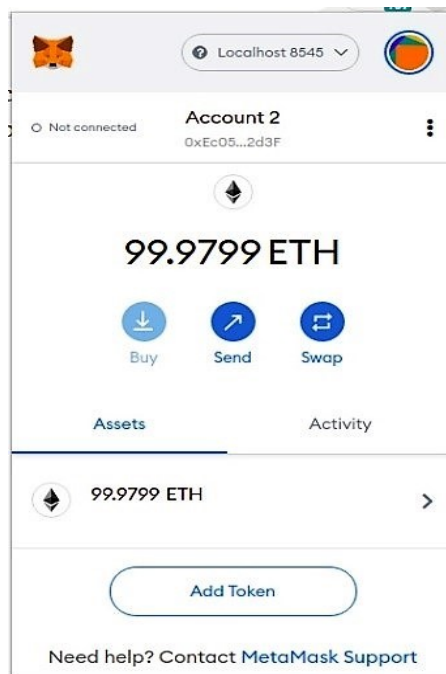 Localhost 8545
Not connected
Account 2
0xEc05...2d3F
99.9799 ETH
Buy
Send
Swap
Assets
Activity
99.9799 ETH
Add Token
Need help? Contact MetaMask Support